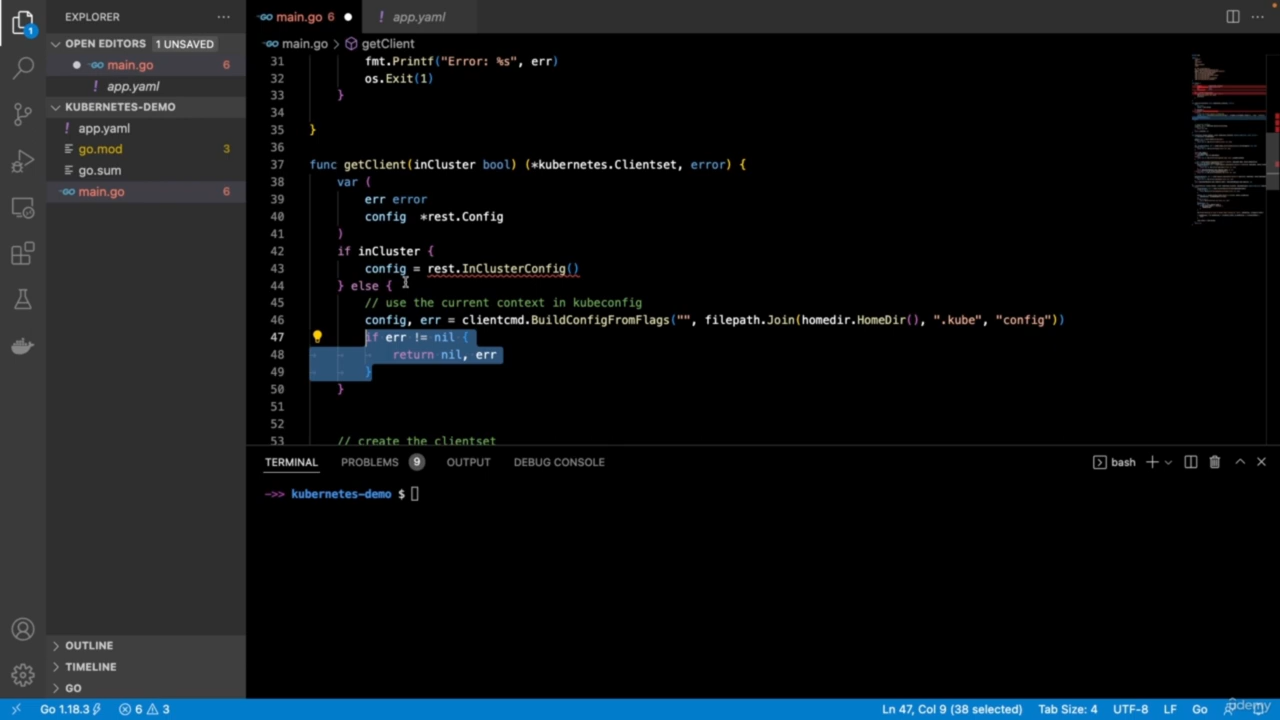 EXPLORER
main.go 6
app.yaml
OPEN EDITORS 1 UNSAVED
main.go > getClient
main.go 6
app.yaml
KUBERNETES-DEMO
app.yaml
go.mod 3
go.sum
main.go 6
31 fmt.Printf("Error: %s", err)
32 os.Exit(1)
33 }
34
35 }
36
37 func getClient(inCluster bool) (*kubernetes.Clientset, error) {
38 var (
39 err error
40 config *rest.Config
41 )
42 if inCluster {
43 config = rest.InClusterConfig()
44 } else {
45 // use the current context in kubeconfig
46 config, err = clientcmd.BuildConfigFromFlags("", filepath.Join(homedir.HomeDir(), ".kube", "config"))
47 if err != nil {
48 return nil, err
49 }
50 }
51
52
53 // create the clientset
TERMINAL PROBLEMS 9 OUTPUT DEBUG CONSOLE bash
->> kubernetes-demo $
OUTLINE
TIMELINE
GO
Go 1.18.3 6 3 Ln 47, Col 9 (38 selected) Tab Size: 4 UTF-8 LF Go
1
ûdemy